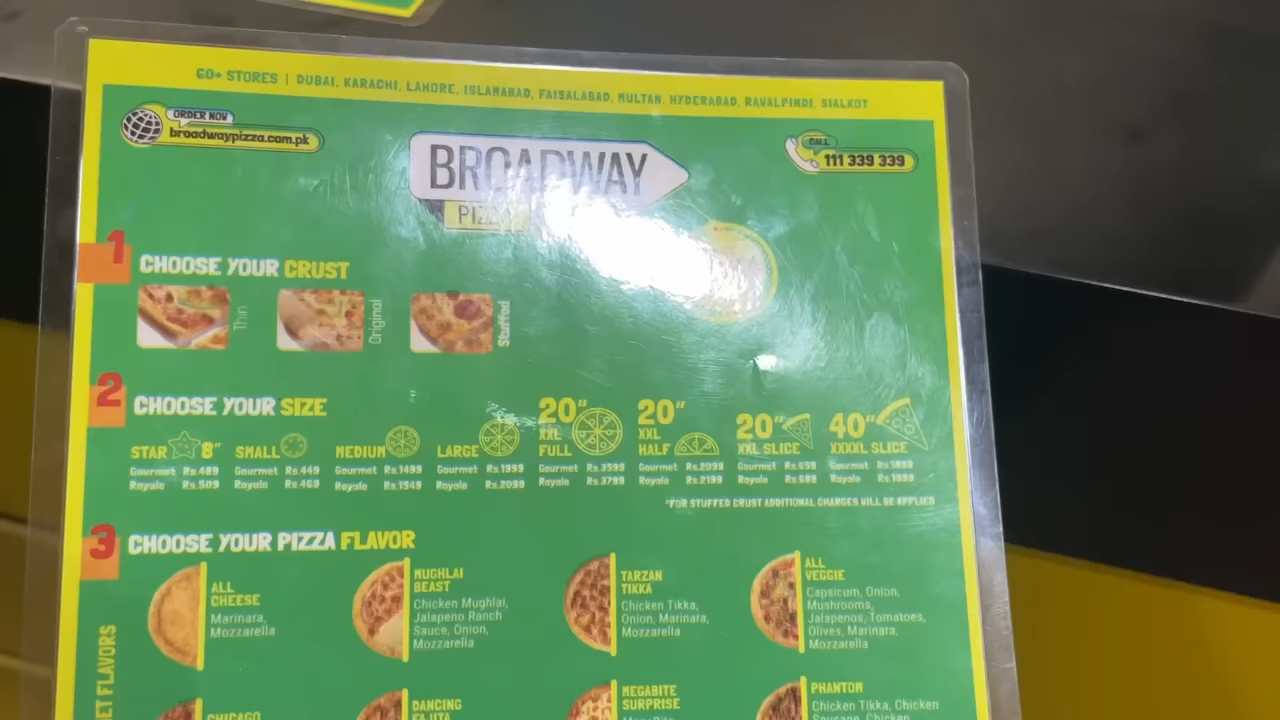 60+ STORES | DUBAI, KARACHI, LAHORE, ISLAMABAD, FAISALABAD, MULTAN, HYDERABAD, RAWALPINDI, SIALKOT
ORDER NOW
broadwaypizza.com.pk
BROADWAY
PIZZA
CALL
111 339 339
1
CHOOSE YOUR CRUST
Thin
Original
Stuffed
2
CHOOSE YOUR SIZE
STAR 8"
Gourmet Rs.489
Royale Rs.509
SMALL
Gourmet Rs.449
Royale Rs.469
MEDIUM
Gourmet Rs.1499
Royale Rs.1549
LARGE
Gourmet Rs.1999
Royale Rs.2099
20"
XXL
FULL
Gourmet Rs.3599
Royale Rs.3799
20"
XXL
HALF
Gourmet Rs.2099
Royale Rs.2199
20"
XXL SLICE
Gourmet Rs.659
Royale Rs.689
40"
XXXXL SLICE
Gourmet
Royale
*FOR STUFFED CRUST ADDITIONAL CHARGES WILL BE APPLIED
3
CHOOSE YOUR PIZZA FLAVOR
ALL
CHEESE
Marinara,
Mozzarella
MUGHLAI
BEAST
Chicken Mughlai,
Jalapeno Ranch
Sauce, Onion,
Mozzarella
TARZAN
TIKKA
Chicken Tikka,
Onion, Marinara,
Mozzarella
ALL
VEGGIE
Capsicum, Onion,
Mushrooms,
Jalapenos, Tomatoes,
Olives, Marinara,
Mozzarella
FLAVORS
CHICAGO
DANCING
FAJITA
MEGABITE
SURPRISE
PHANTOM
Chicken Tikka, Chicken
Sausage, Chicken